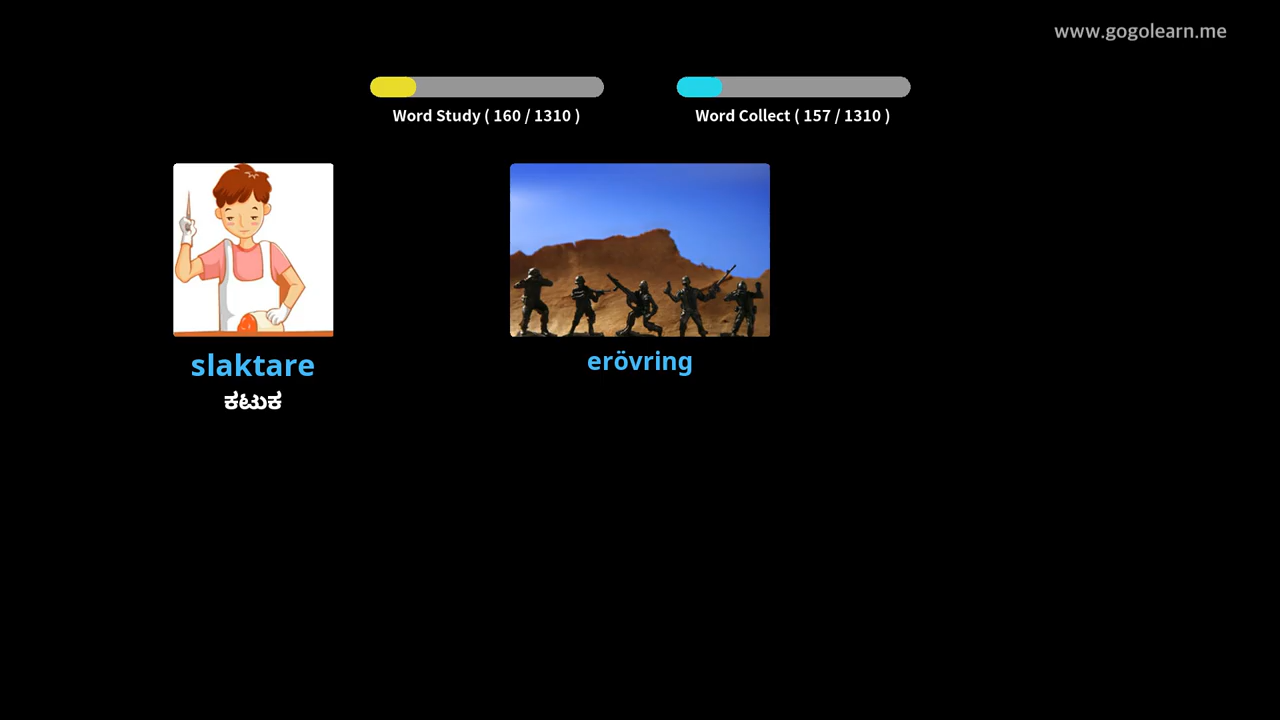 www.gogolearn.me
Word Study ( 160 / 1310 )
Word Collect ( 157 / 1310 )
slaktare
ಕಟುಕ
erövring